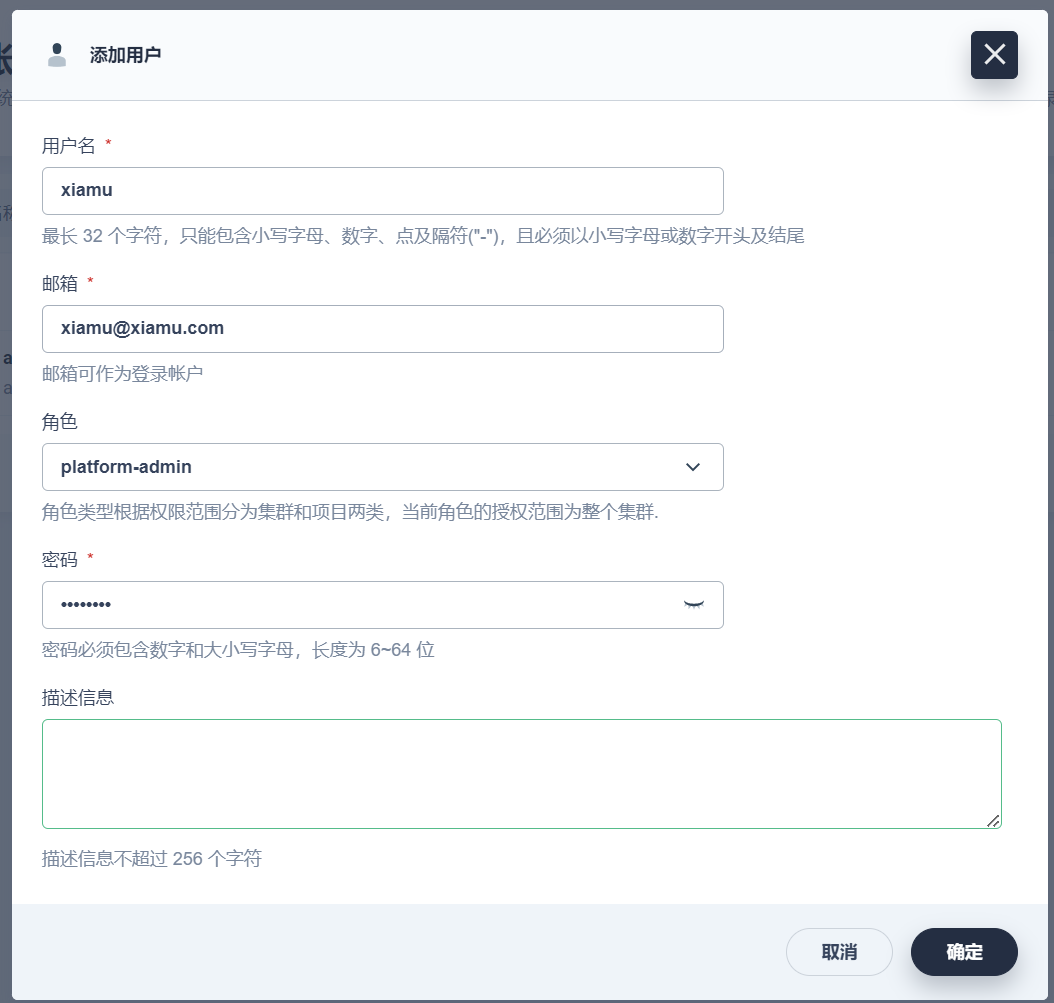 添加用户
用户名 *
xiamu
最长 32 个字符，只能包含小写字母、数字、点及隔符("-")，且必须以小写字母或数字开头及结尾
邮箱 *
xiamu@xiamu.com
邮箱可作为登录帐户
角色
platform-admin
角色类型根据权限范围分为集群和项目两类，当前角色的授权范围为整个集群.
密码 *
••••••••
密码必须包含数字和大小写字母，长度为 6~64 位
描述信息
描述信息不超过 256 个字符
取消
确定